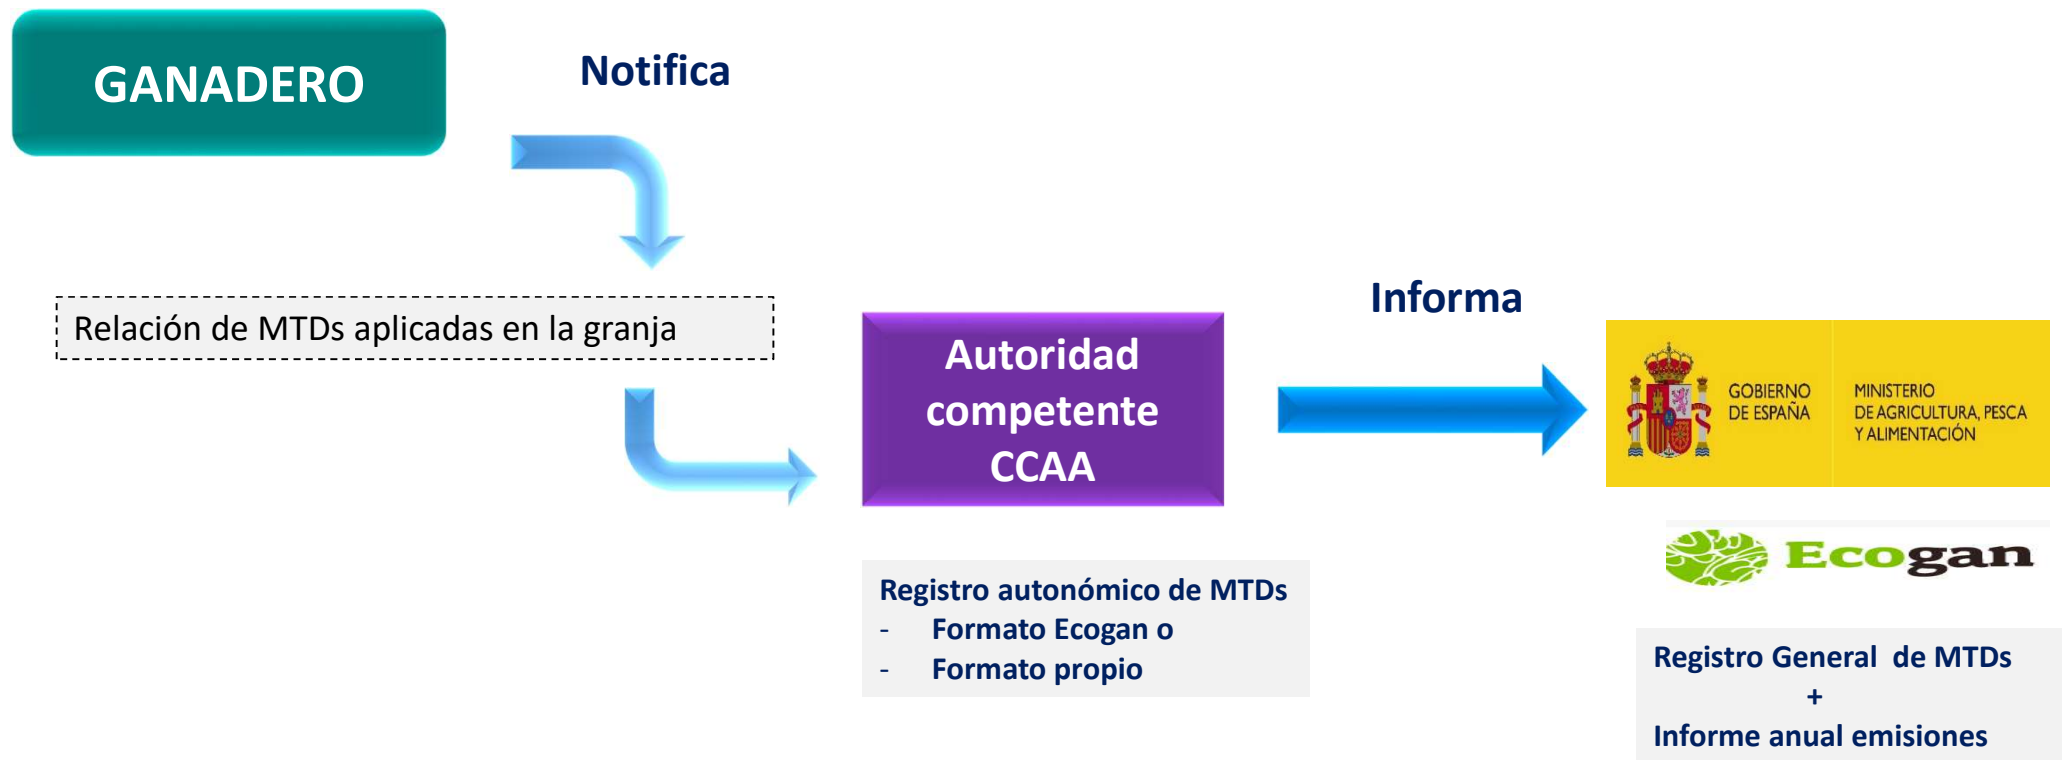 GANADERO
Notifica
Relación de MTDs aplicadas en la granja
Autoridad
competente
CCAA
Registro autonómico de MTDs
- Formato Ecogan o
- Formato propio
Informa
GOBIERNO
DE ESPAÑA
MINISTERIO
DE AGRICULTURA, PESCA
Y ALIMENTACIÓN
Ecogan
Registro General de MTDs
+
Informe anual emisiones